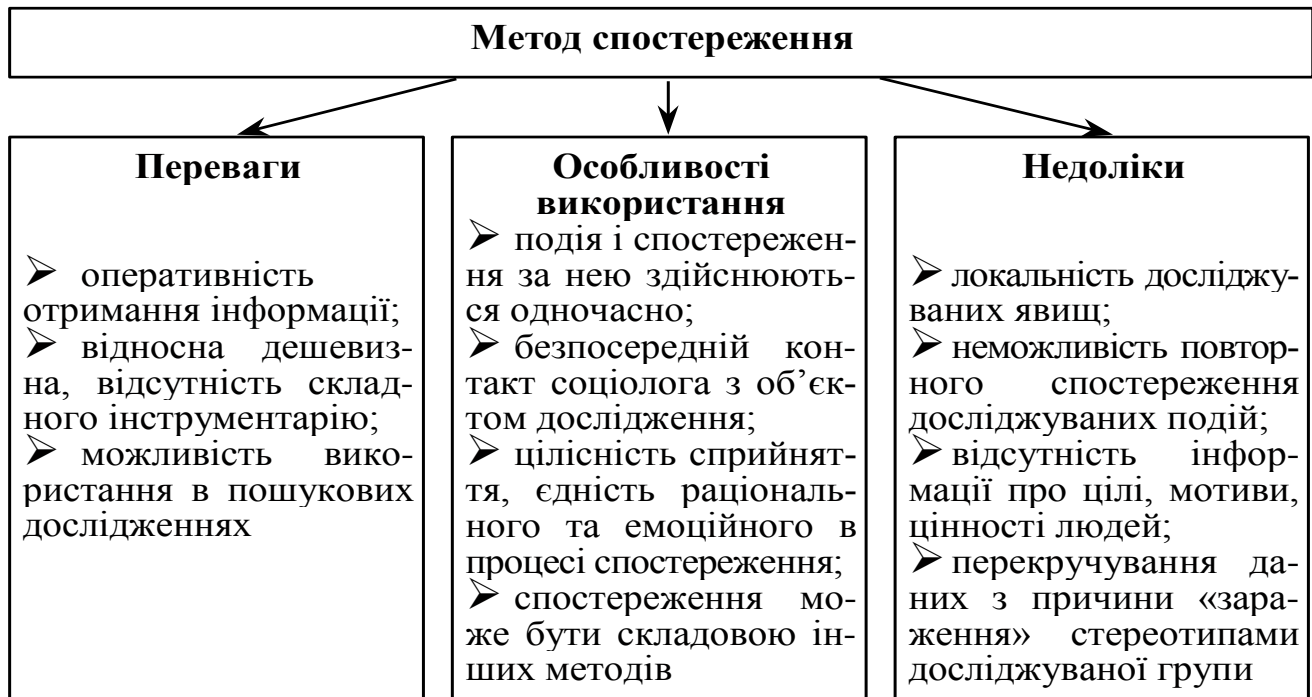 Метод спостереження
Переваги
➢ оперативність
отримання інформації;
➢ відносна дешевиз-
на, відсутність склад-
ного інструментарію;
➢ можливість вико-
ристання в пошукових
дослідженнях
Особливості
використання
➢ подія і спостережен-
ня за нею здійснюють-
ся одночасно;
➢ безпосередній кон-
такт соціолога з об’єк-
том дослідження;
➢ цілісність сприйнят-
тя, єдність раціональ-
ного та емоційного в
процесі спостереження;
➢ спостереження мо-
же бути складовою ін-
ших методів
Недоліки
➢ локальність досліджу-
ваних явищ;
➢ неможливість повтор-
ного спостереження
досліджуваних подій;
➢ відсутність інфор-
мації про цілі, мотиви,
цінності людей;
➢ перекручування да-
них з причини «зара-
ження» стереотипами
досліджуваної групи